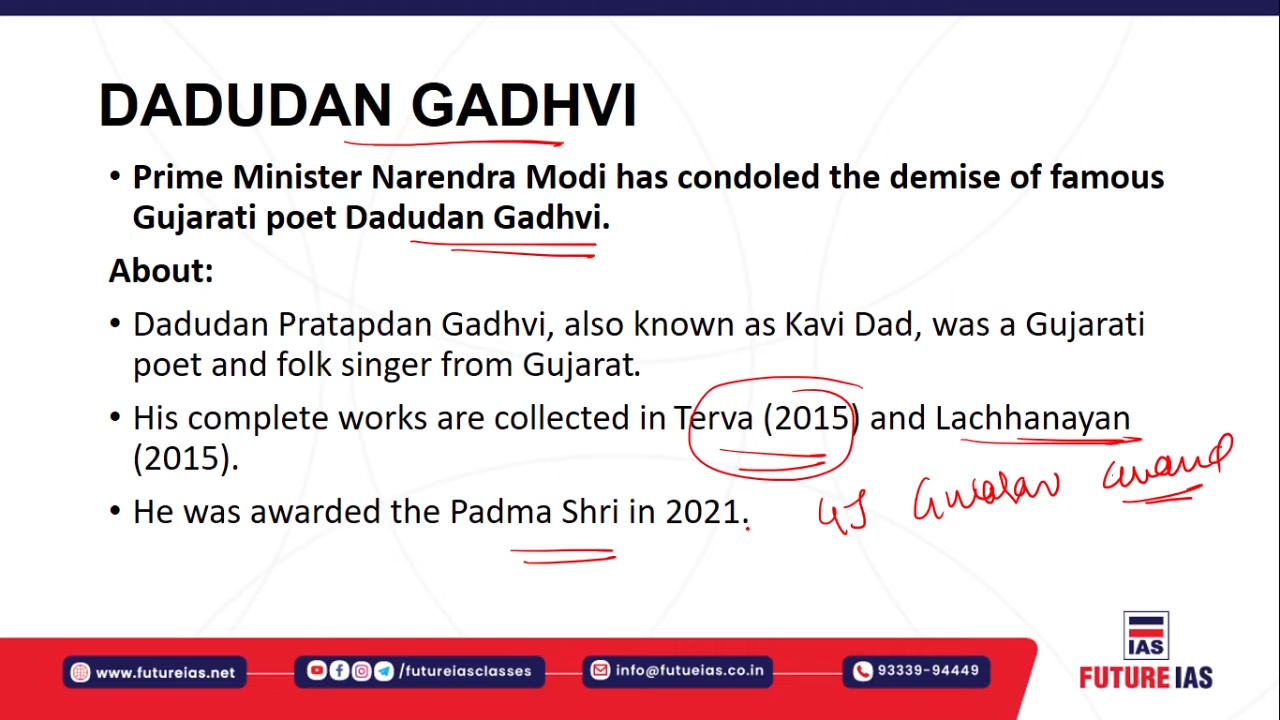 DADUDAN GADHVI
• Prime Minister Narendra Modi has condoled the demise of famous
Gujarati poet Dadudan Gadhvi.
About:
• Dadudan Pratapdan Gadhvi, also known as Kavi Dad, was a Gujarati
poet and folk singer from Gujarat.
• His complete works are collected in Terva (2015) and Lachhanayan
(2015).
• He was awarded the Padma Shri in 2021.
IAS
www.futureias.net
/futureiasclasses
info@futueias.co.in
93339-94449
FUTURE IAS